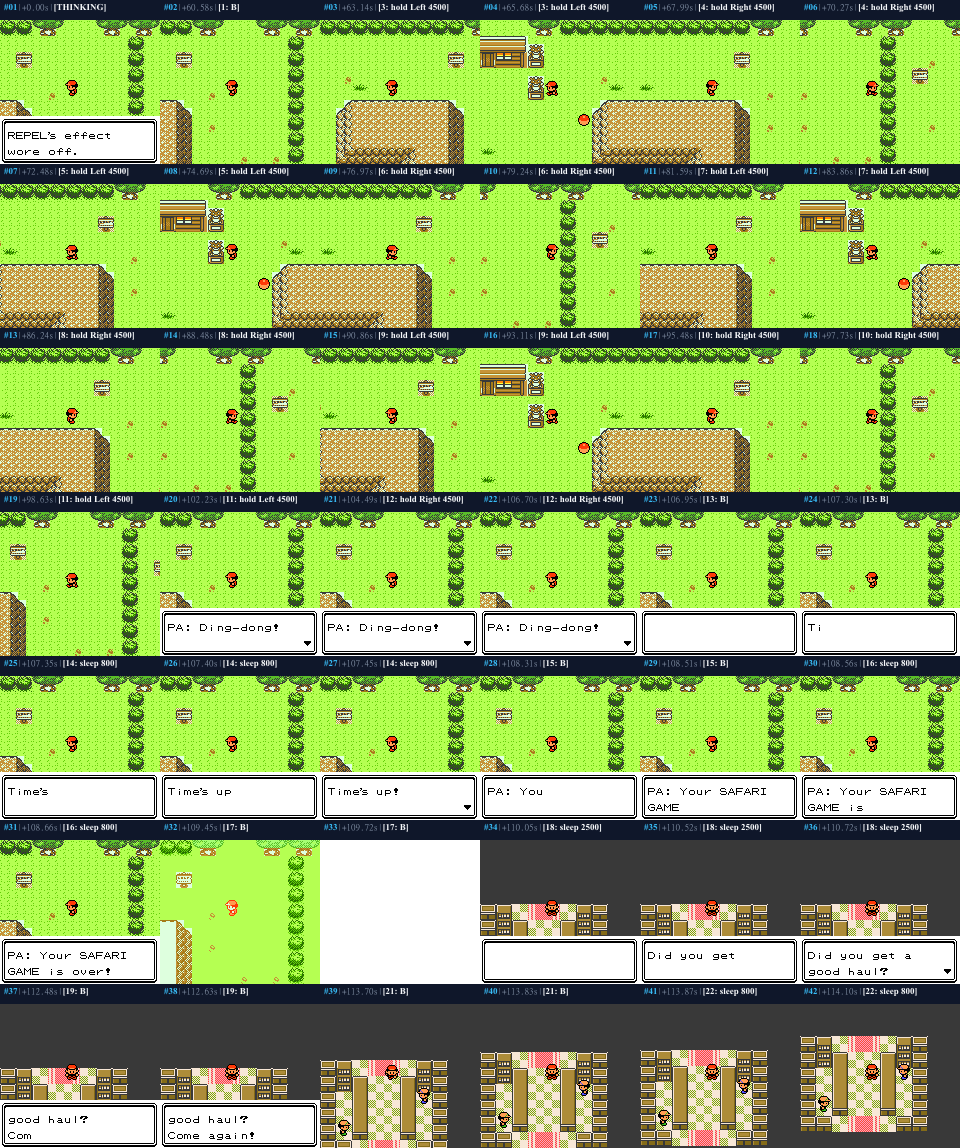 #01 | +0.00s | [THINKING]
#02 | +60.58s | [1: B]
#03 | +63.14s | [3: hold Left 4500]
#04 | +65.68s | [3: hold Left 4500]
#05 | +67.99s | [4: hold Right 4500]
#06 | +70.27s | [4: hold Right 4500]
REPEL's effect
wore off.
#07 | +72.48s | [5: hold Left 4500]
#08 | +74.69s | [5: hold Left 4500]
#09 | +76.97s | [6: hold Right 4500]
#10 | +79.24s | [6: hold Right 4500]
#11 | +81.59s | [7: hold Left 4500]
#12 | +83.86s | [7: hold Left 4500]
#13 | +86.24s | [8: hold Right 4500]
#14 | +88.48s | [8: hold Right 4500]
#15 | +90.86s | [9: hold Left 4500]
#16 | +93.11s | [9: hold Left 4500]
#17 | +95.48s | [10: hold Right 4500]
#18 | +97.73s | [10: hold Right 4500]
#19 | +98.63s | [11: hold Left 4500]
#20 | +102.23s | [11: hold Left 4500]
#21 | +104.49s | [12: hold Right 4500]
#22 | +106.70s | [12: hold Right 4500]
#23 | +106.95s | [13: B]
#24 | +107.30s | [13: B]
PA: Ding-dong!
PA: Ding-dong!
PA: Ding-dong!
Ti
#25 | +107.35s | [14: sleep 800]
#26 | +107.40s | [14: sleep 800]
#27 | +107.45s | [14: sleep 800]
#28 | +108.31s | [15: B]
#29 | +108.51s | [15: B]
#30 | +108.56s | [16: sleep 800]
Time's
Time's up
Time's up!
PA: You
PA: Your SAFARI
GAME
PA: Your SAFARI
GAME is
#31 | +108.66s | [16: sleep 800]
#32 | +109.45s | [17: B]
#33 | +109.72s | [17: B]
#34 | +110.05s | [18: sleep 2500]
#35 | +110.52s | [18: sleep 2500]
#36 | +110.72s | [18: sleep 2500]
PA: Your SAFARI
GAME is over!
Did you get
Did you get a
good haul?
#37 | +112.48s | [19: B]
#38 | +112.63s | [19: B]
#39 | +113.70s | [21: B]
#40 | +113.83s | [21: B]
#41 | +113.87s | [22: sleep 800]
#42 | +114.10s | [22: sleep 800]
good haul?
Com
good haul?
Come again!